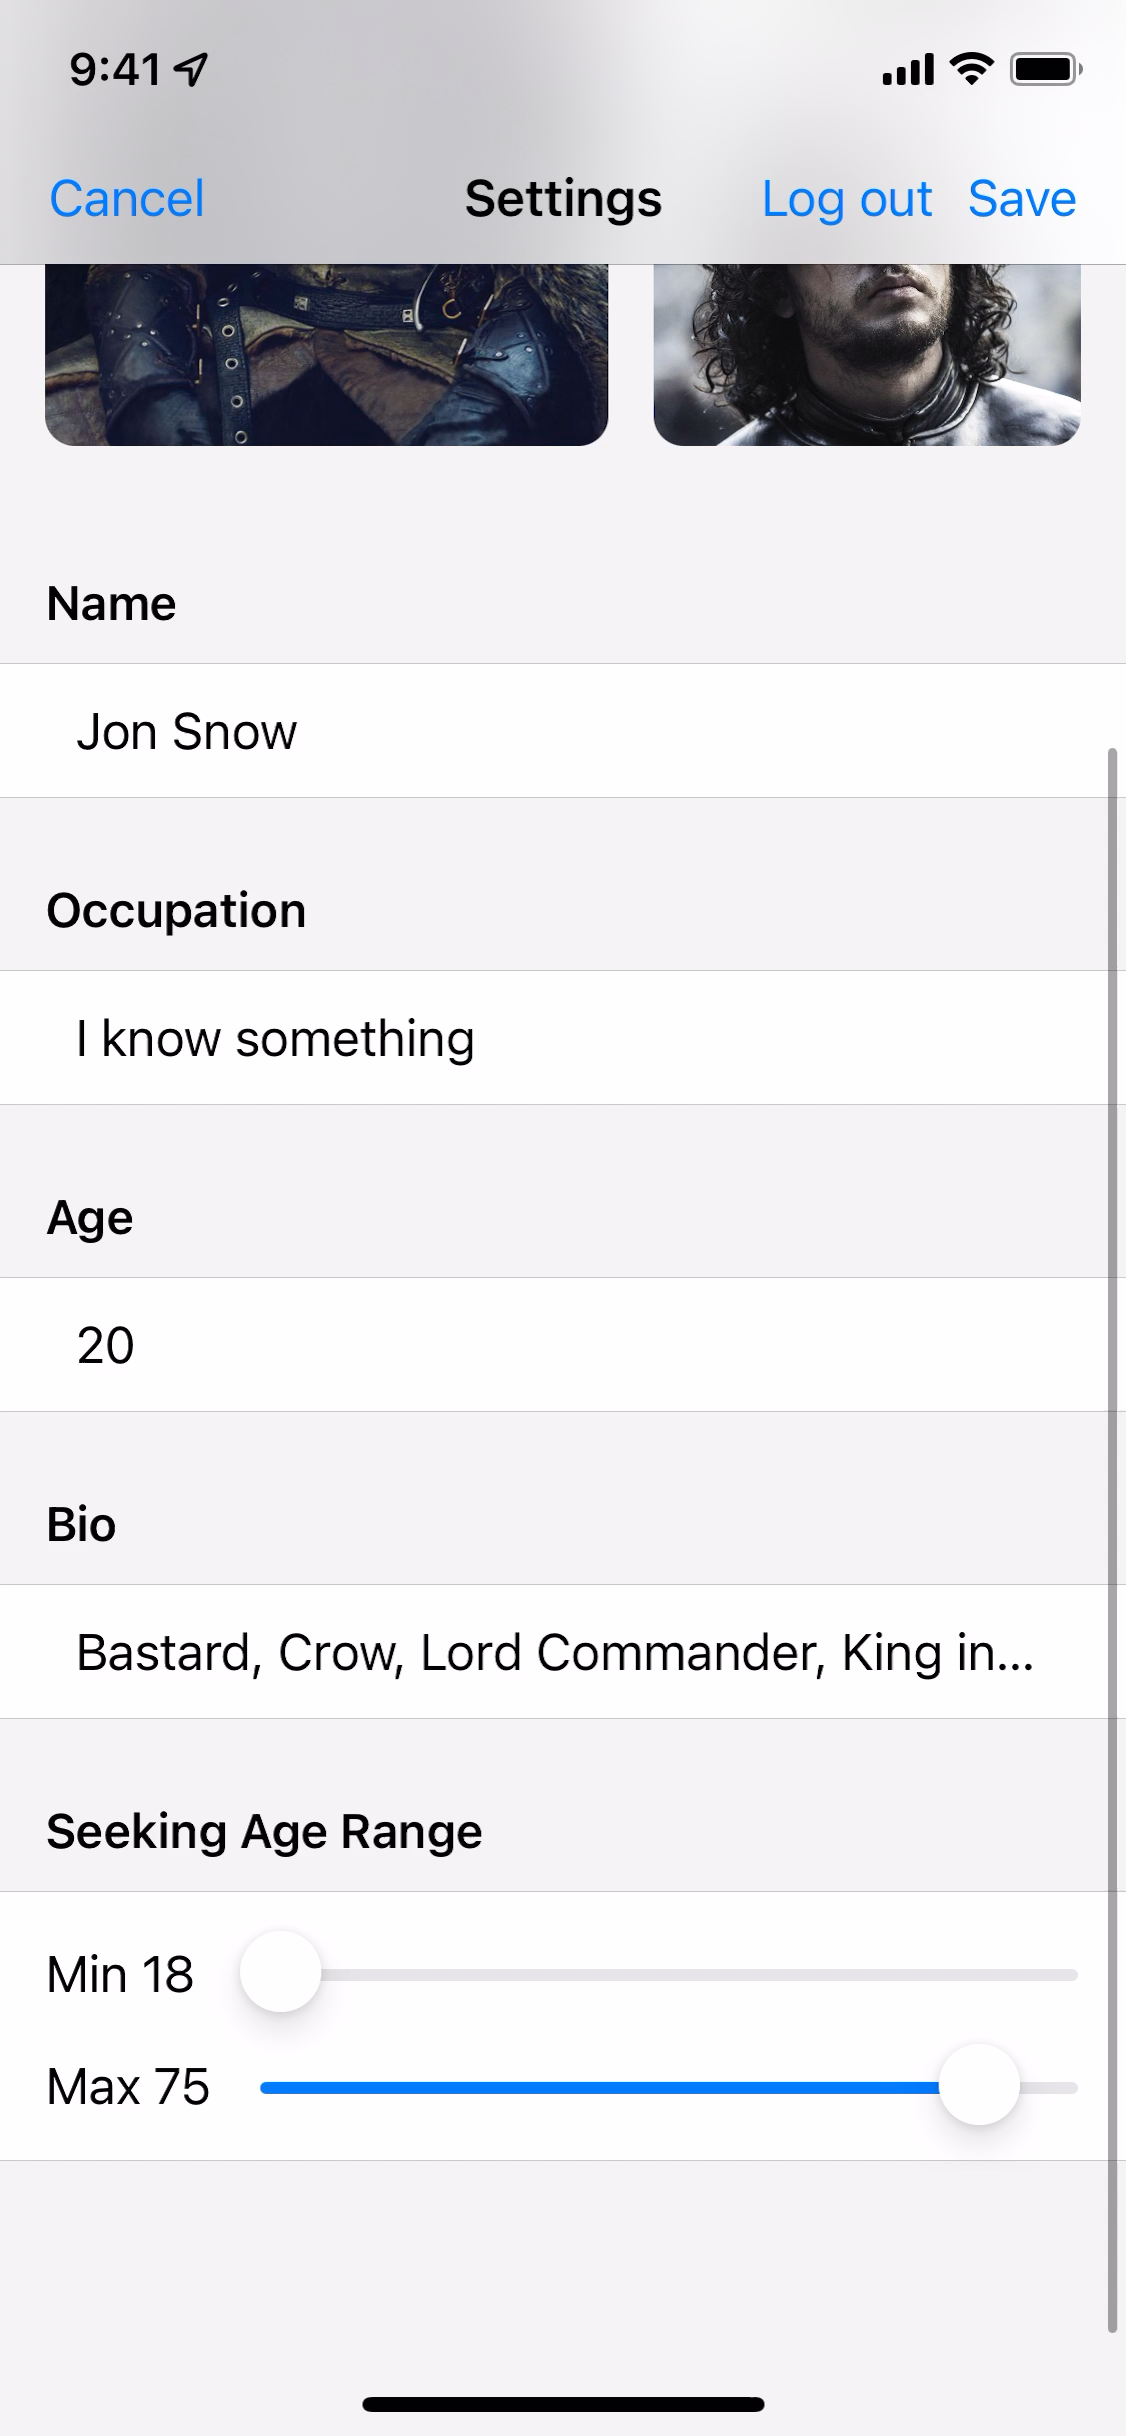 9:41
Cancel Settings Log out Save
Name
Jon Snow
Occupation
I know something
Age
20
Bio
Bastard, Crow, Lord Commander, King in...
Seeking Age Range
Min 18
Max 75